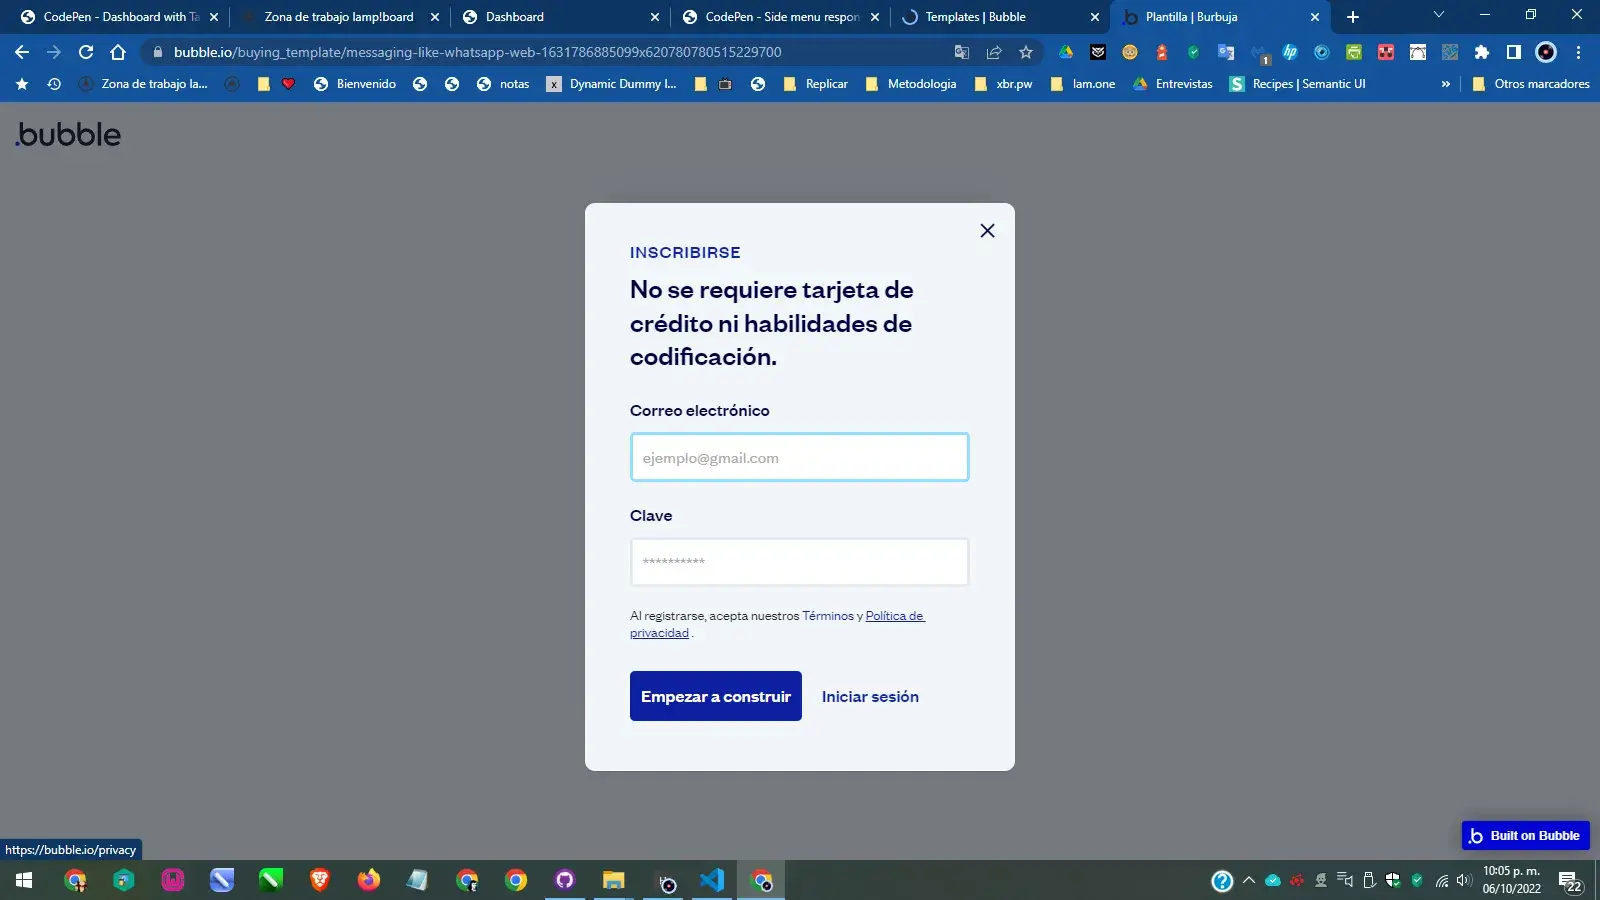 CodePen - Dashboard with Ta
Zona de trabajo lamp!board
Dashboard
CodePen - Side menu respon
Templates | Bubble
Plantilla | Burbuja
bubble.io/buying_template/messaging-like-whatsapp-web-1631786885099x620780780515229700
1
Zona de trabajo la...
Bienvenido
notas
Dynamic Dummy I...
Replicar
Metodologia
xbr.pw
lam.one
Entrevistas
Recipes | Semantic UI
»
Otros marcadores
.bubble
INSCRIBIRSE
No se requiere tarjeta de
crédito ni habilidades de
codificación.
Correo electrónico
ejemplo@gmail.com
Clave
**********
Al registrarse, acepta nuestros Términos y Política de
privacidad .
Empezar a construir
Iniciar sesión
Built on Bubble
https://bubble.io/privacy
10:05 p. m.
06/10/2022
22